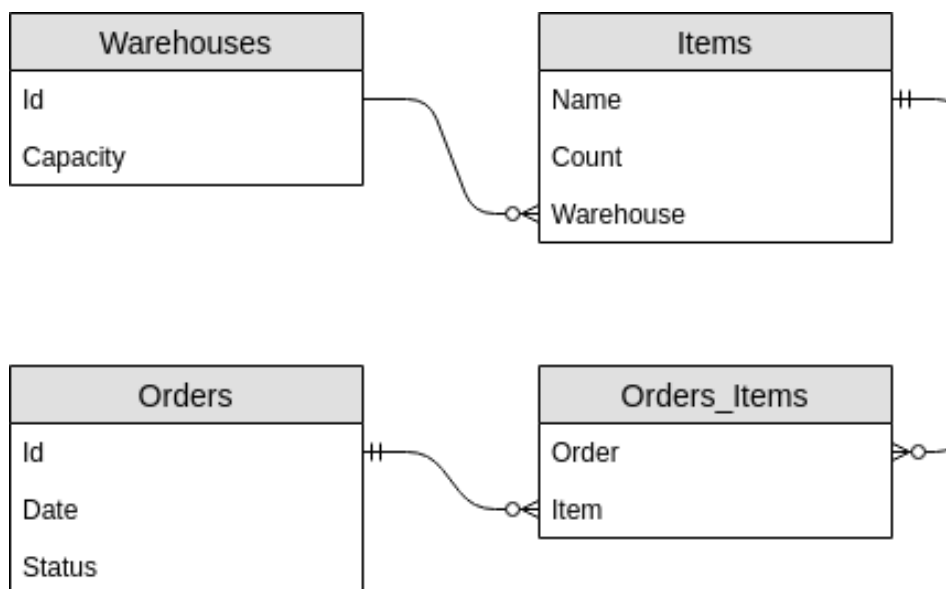 Warehouses
Id
Capacity
Items
Name
Count
Warehouse
Orders
Id
Date
Status
Orders_Items
Order
Item